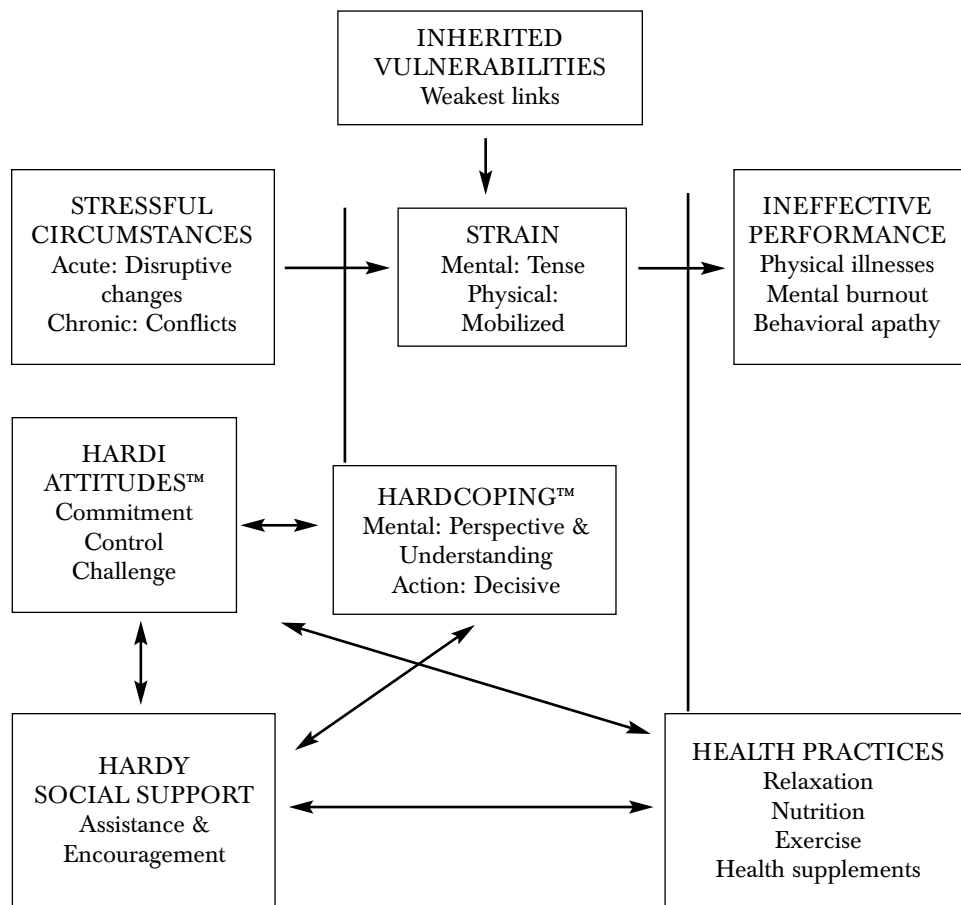 INHERITED
VULNERABILITIES
Weakest links
STRESSFUL
CIRCUMSTANCES
Acute: Disruptive
changes
Chronic: Conflicts
STRAIN
Mental: Tense
Physical:
Mobilized
INEFFECTIVE
PERFORMANCE
Physical illnesses
Mental burnout
Behavioral apathy
HARDI
ATTITUDES™
Commitment
Control
Challenge
HARDCOPING™
Mental: Perspective &
Understanding
Action: Decisive
HARDY
SOCIAL SUPPORT
Assistance &
Encouragement
HEALTH PRACTICES
Relaxation
Nutrition
Exercise
Health supplements